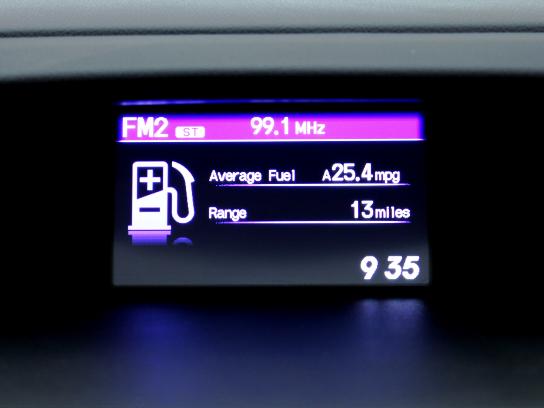 FM2 ST 99.1 MHz
Average Fuel A25.4mpg
Range 13miles
9 35